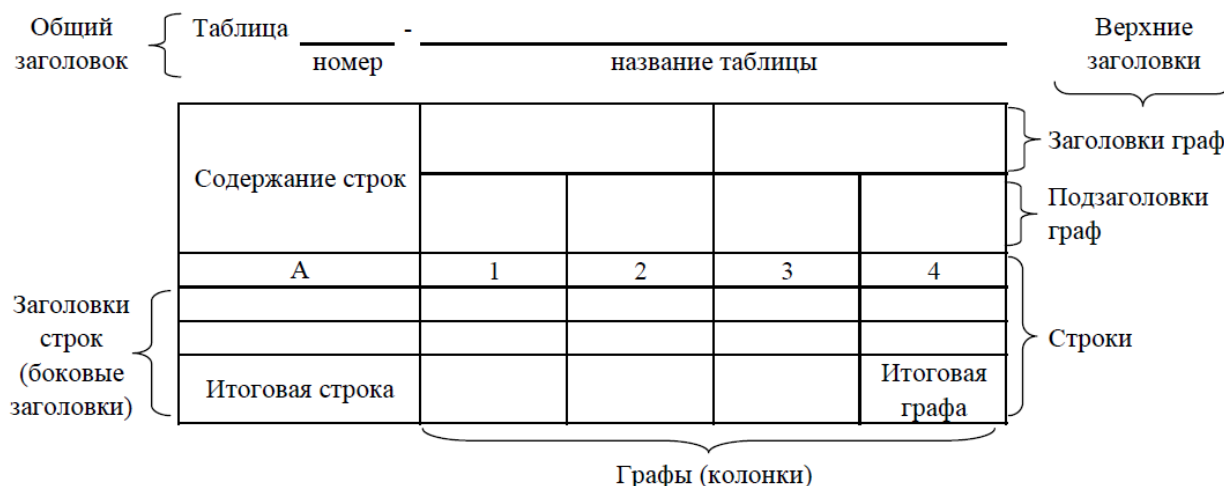 Общий
заголовок
Таблица -
номер
название таблицы
Верхние
заголовки
Содержание строк
Заголовки граф
Подзаголовки
граф
А 1 2 3 4
Заголовки
строк
(боковые
заголовки)
Строки
Итоговая строка
Итоговая
графа
Графы (колонки)